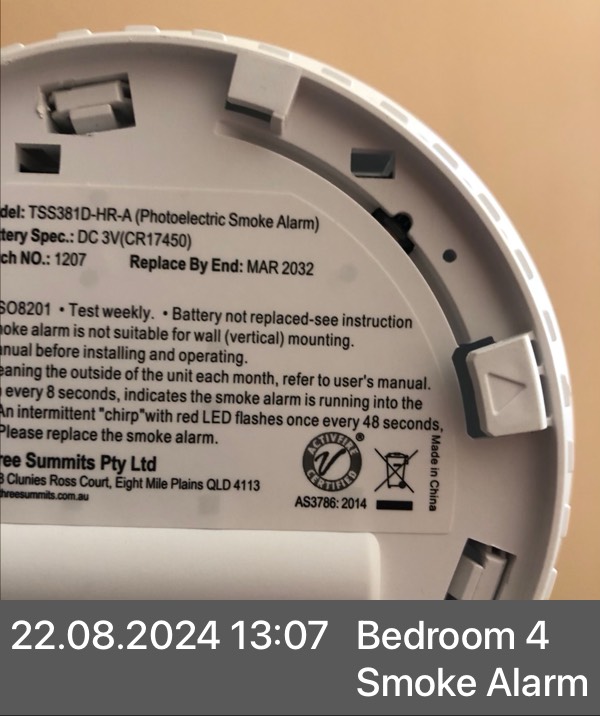 del: TSS381D-HR-A (Photoelectric Smoke Alarm)
ttery Spec.: DC 3V(CR17450)
ch NO.: 1207 Replace By End: MAR 2032
SO8201 • Test weekly. • Battery not replaced-see instruction
oke alarm is not suitable for wall (vertical) mounting.
nual before installing and operating.
eaning the outside of the unit each month, refer to user's manual.
every 8 seconds, indicates the smoke alarm is running into the
An intermittent "chirp"with red LED flashes once every 48 seconds,
Please replace the smoke alarm.
ree Summits Pty Ltd
8 Clunies Ross Court, Eight Mile Plains QLD 4113
hreesummits.com.au
ACTIVFIRE
CERTIFIED
®
AS3786: 2014
Made in China
22.08.2024 13:07 Bedroom 4
Smoke Alarm